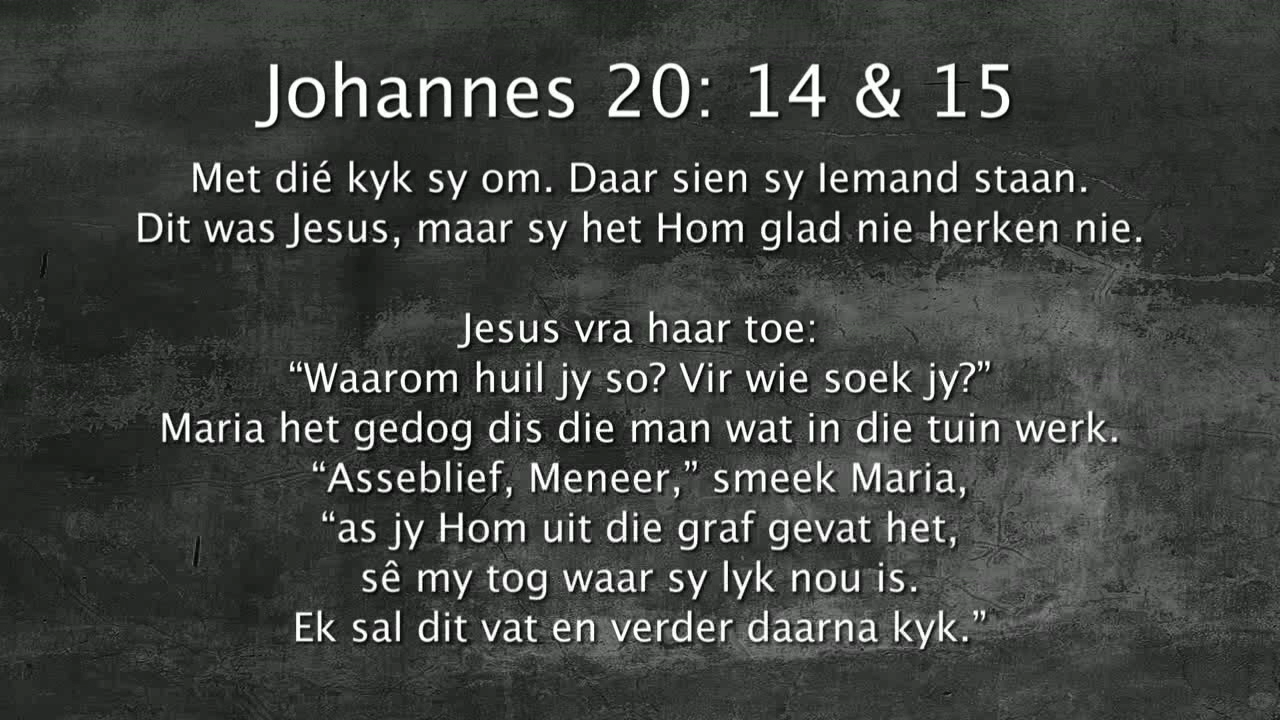 Johannes 20: 14 & 15
Met dié kyk sy om. Daar sien sy Iemand staan.
Dit was Jesus, maar sy het Hom glad nie herken nie.
Jesus vra haar toe:
“Waarom huil jy so? Vir wie soek jy?”
Maria het gedog dis die man wat in die tuin werk.
“Asseblief, Meneer,” smeek Maria,
“as jy Hom uit die graf gevat het,
sê my tog waar sy lyk nou is.
Ek sal dit vat en verder daarna kyk.”